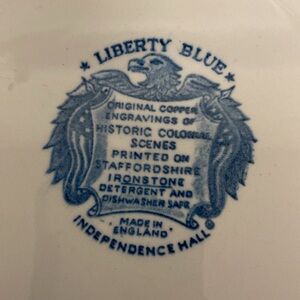 ★ LIBERTY BLUE ★
ORIGINAL COPPER
ENGRAVINGS OF
HISTORIC COLONIAL
SCENES
PRINTED ON
STAFFORDSHIRE
IRONSTONE
DETERGENT AND
DISHWASHER SAFE
· MADE IN
ENGLAND ·
INDEPENDENCE HALL ©